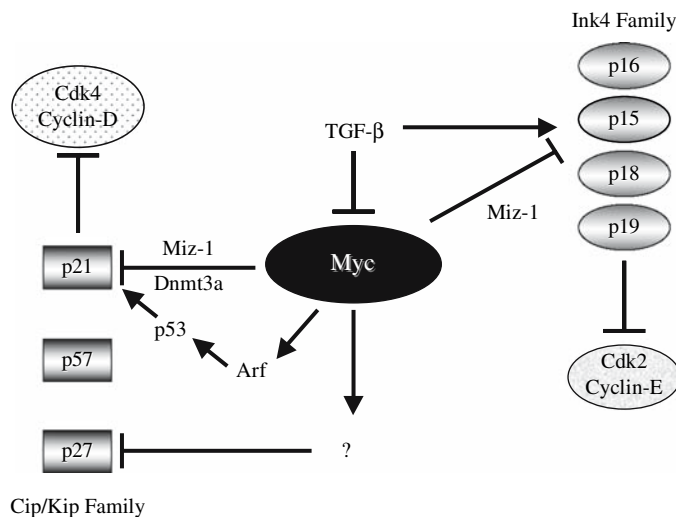 Ink4 Family
p16
Cdk4
Cyclin-D
p15
TGF-β
p18
Miz-1
p19
p21
Miz-1
Dnmt3a
Myc
p53
Arf
p57
Cdk2
Cyclin-E
p27
?
Cip/Kip Family